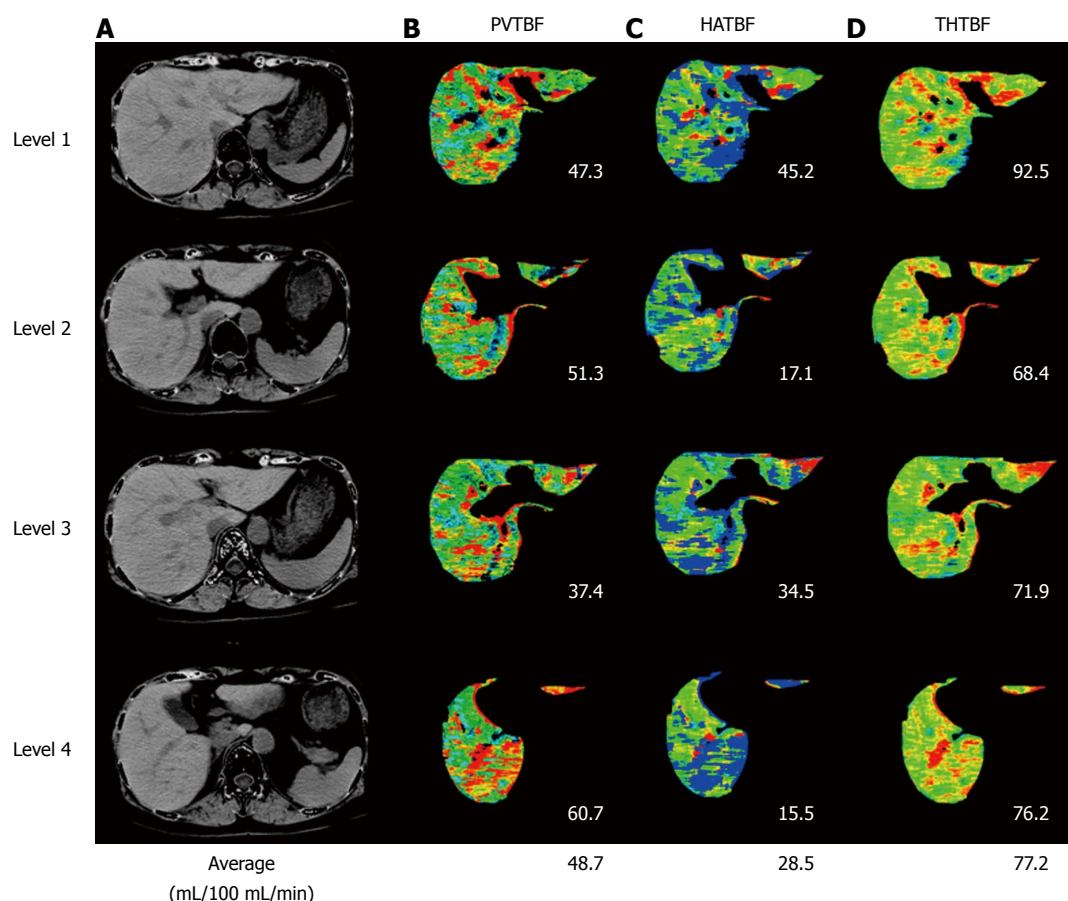 A B PVTBF C HATBF D THTBF
Level 1
47.3 45.2 92.5
Level 2
51.3 17.1 68.4
Level 3
37.4 34.5 71.9
Level 4
60.7 15.5 76.2
Average 48.7 28.5 77.2
(mL/100 mL/min)